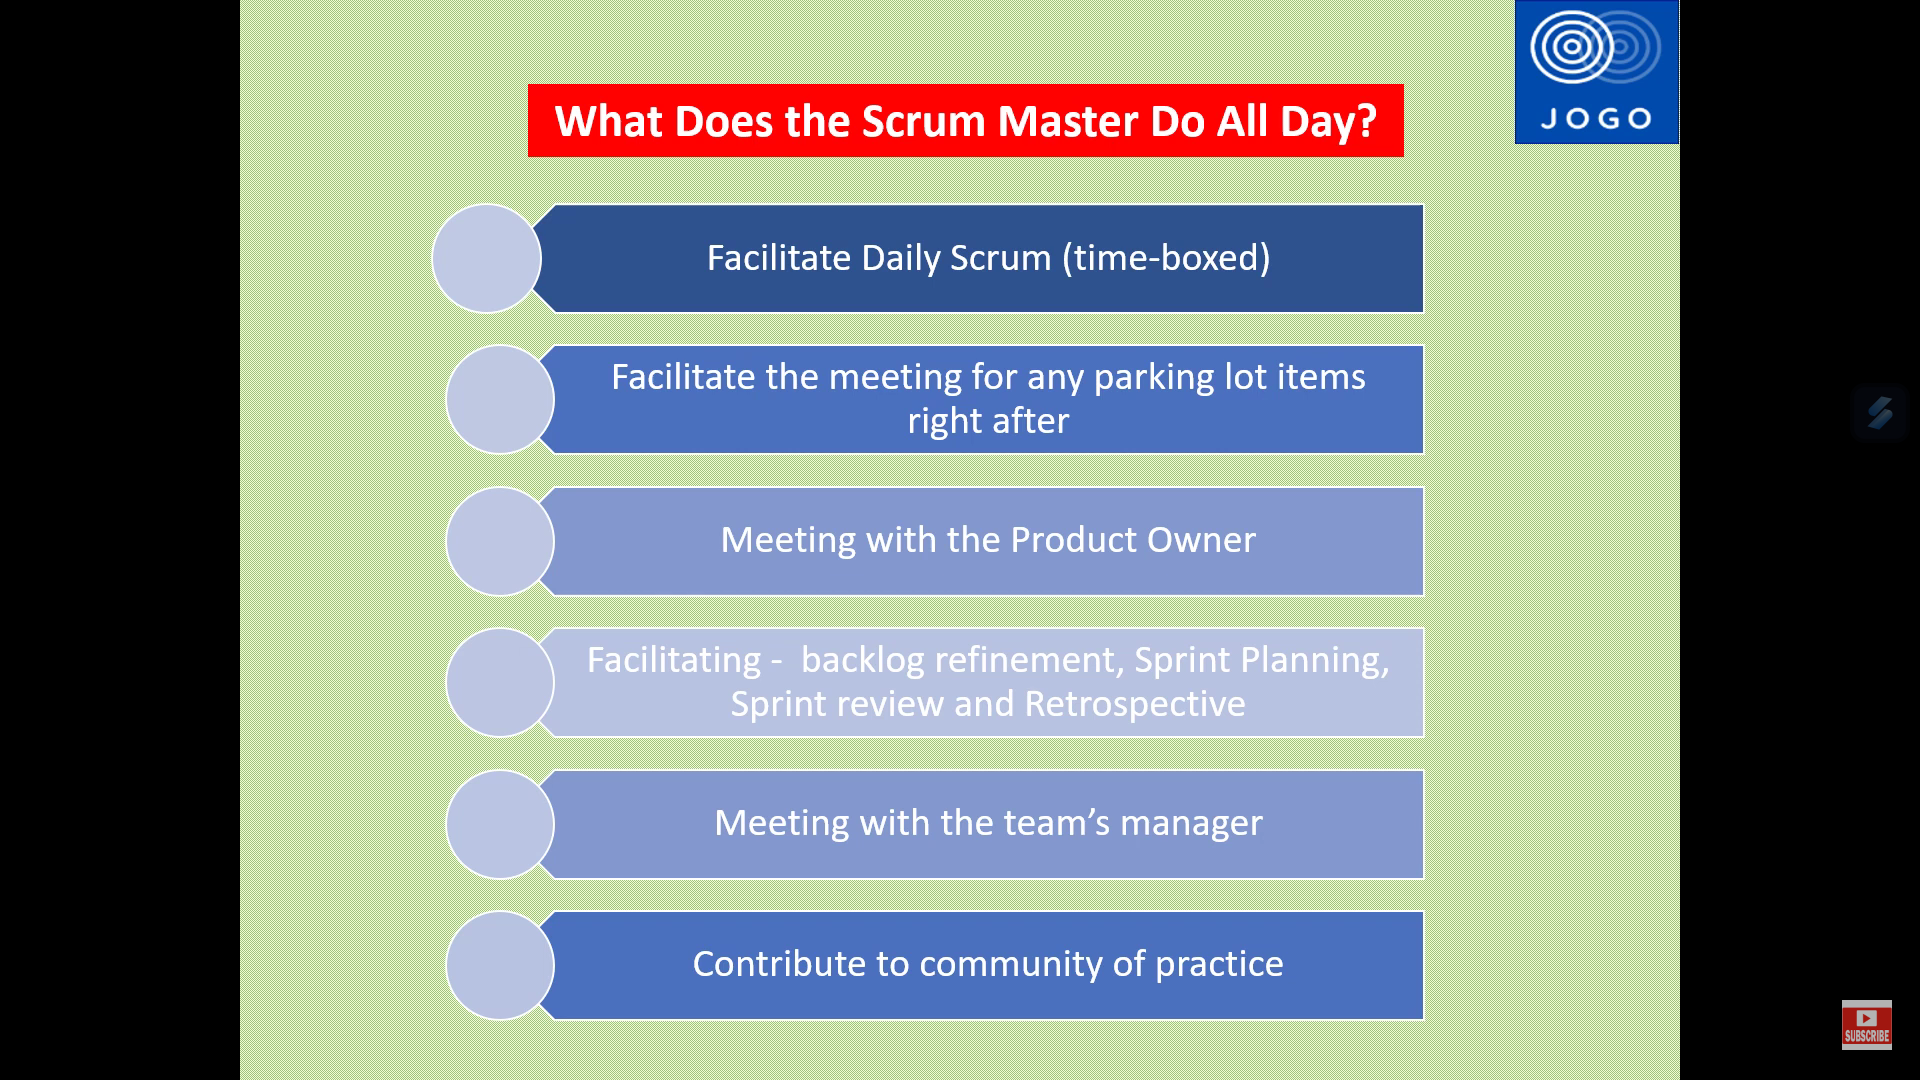 What Does the Scrum Master Do All Day?
JOGO
Facilitate Daily Scrum (time-boxed)
Facilitate the meeting for any parking lot items
right after
Meeting with the Product Owner
Facilitating -  backlog refinement, Sprint Planning,
Sprint review and Retrospective
Meeting with the team’s manager
Contribute to community of practice
SUBSCRIBE